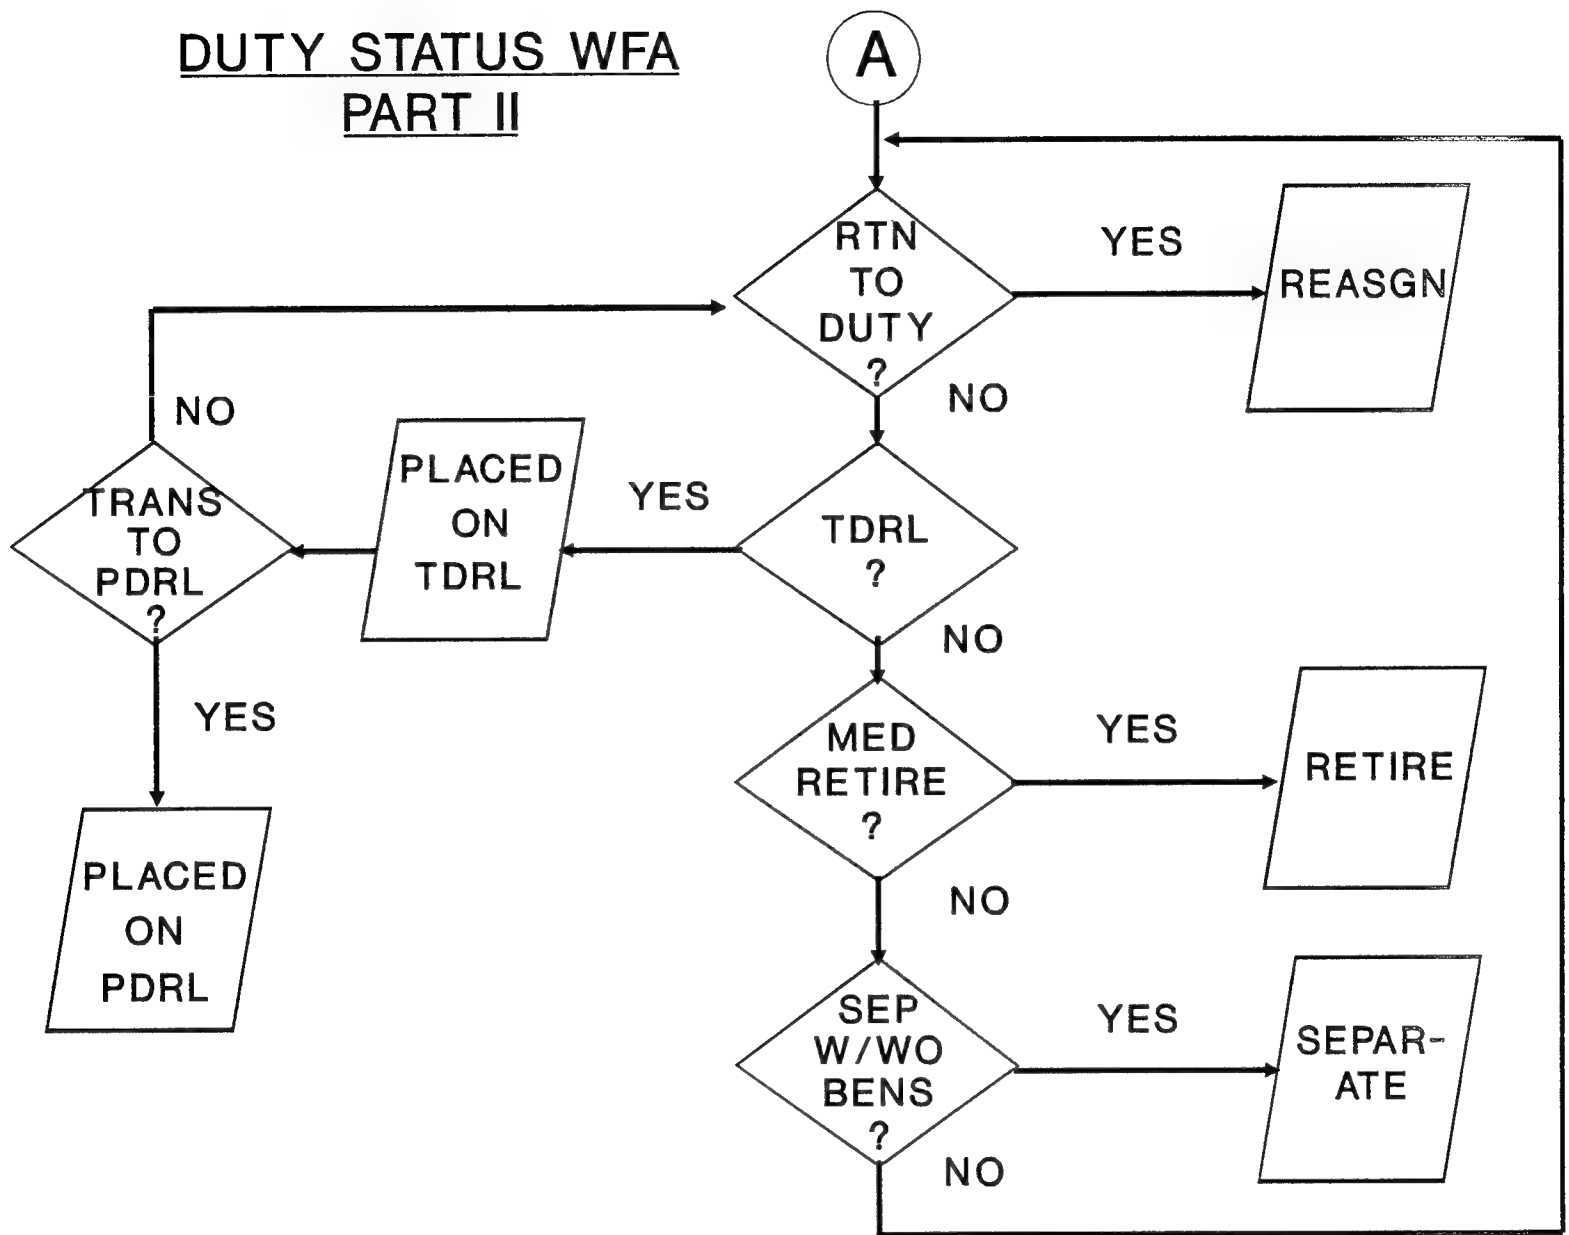 DUTY STATUS WFA
PART II
A
RTN
TO
DUTY
?
YES
REASGN
NO
TDRL
?
YES
PLACED
ON
TDRL
TRANS
TO
PDRL
?
NO
YES
PLACED
ON
PDRL
NO
MED
RETIRE
?
YES
RETIRE
NO
SEP
W/WO
BENS
?
YES
SEPAR-
ATE
NO